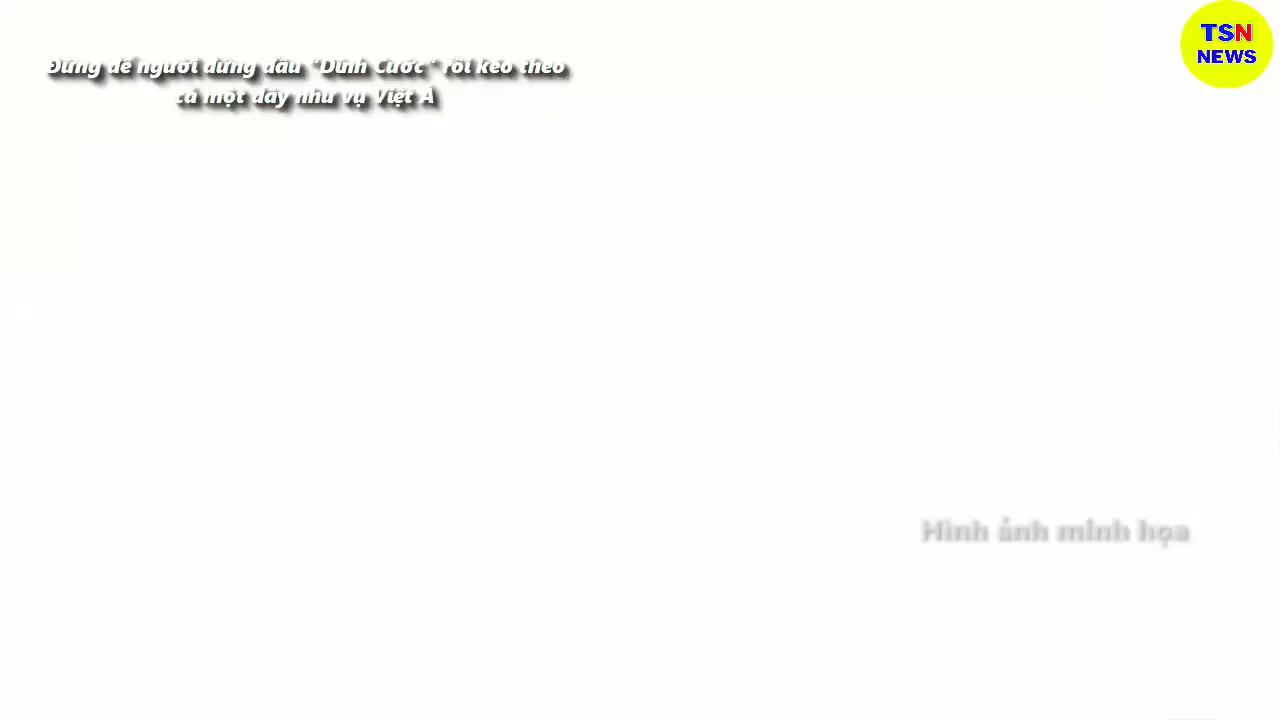 Đừng để người đứng đầu "Dính Cước" rồi kéo theo
cả một dây như vụ Việt Á
TSN
NEWS
Hình ảnh minh họa